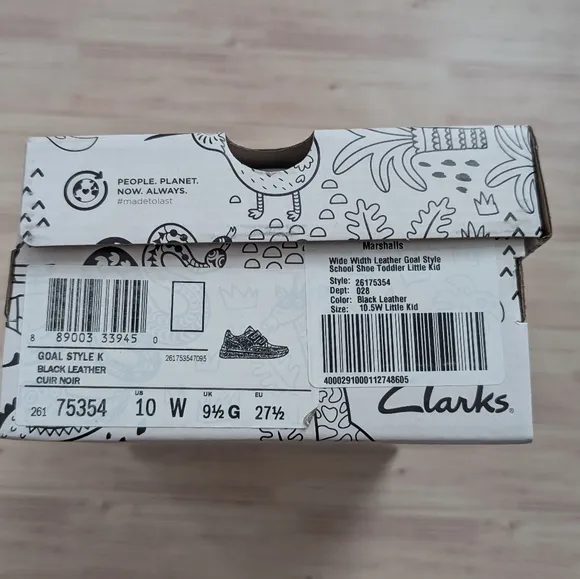 PEOPLE. PLANET.
NOW. ALWAYS.
#madetolast
Marshalls
Wide Width Leather Goal Style
School Shoe Toddler Little Kid
Style: 26175354
Dept: 028
Color: Black Leather
Size: 10.5W Little Kid
4000291000112748605
8 89003 33945 0
GOAL STYLE K
261753547095
BLACK LEATHER
CUIR NOIR
US UK EU
261 75354 10 W 9½ G 27½
Clarks